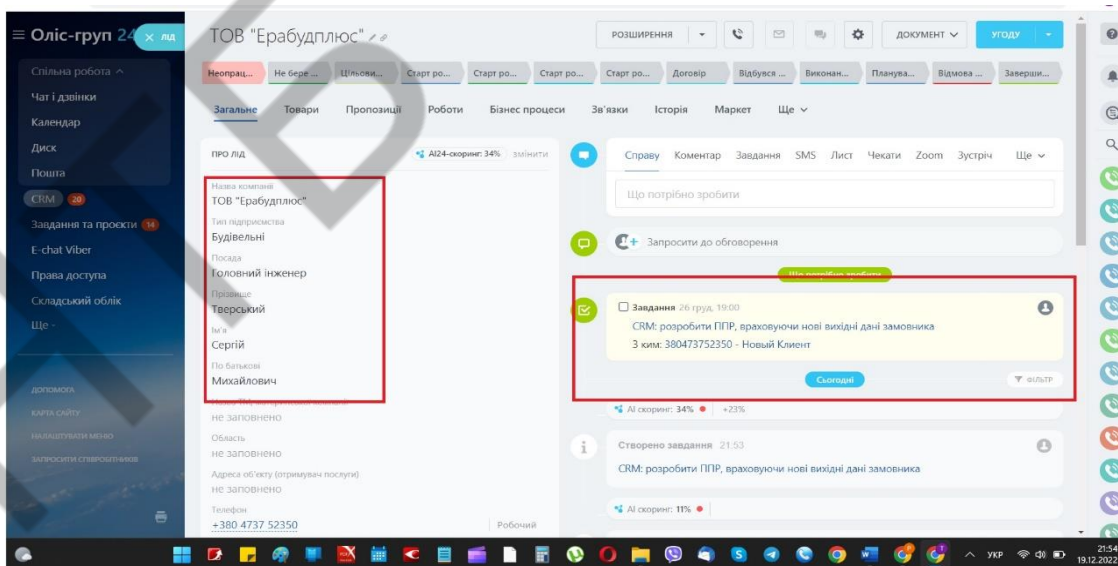 Оліс-груп 24
× ЛІД
Спільна робота
Чат і дзвінки
Календар
Диск
Пошта
CRM 20
Завдання та проєкти 14
E-chat Viber
Права доступа
Складський облік
Ще -
ДОПОМОГА
КАРТА САЙТУ
НАЛАШТУВАТИ МЕНЮ
ЗАПРОСИТИ СПІВРОБІТНИКІВ
ТОВ "Ерабудплюс"
РОЗШИРЕННЯ
ДОКУМЕНТ
УГОДУ
Неопрац... Не бере ... Цільови... Старт ро... Старт ро... Старт ро... Старт ро... Договір Відбувся ... Виконан... Планува... Відмова ... Заверши...
Загальне Товари Пропозиції Роботи Бізнес процеси Зв'язки Історія Маркет Ще
ПРО ЛІД
AI24-скоринг: 34% змінити
Назва компанії
ТОВ "Ерабудплюс"
Тип підприємства
Будівельні
Посада
Головний інженер
Прізвище
Тверський
Ім'я
Сергій
По батькові
Михайлович
не заповнено
Область
не заповнено
Адреса об'єкту (отримувач послуги)
не заповнено
Телефон
+380 4737 52350 Робочий
Справу Коментар Завдання SMS Лист Чекати Zoom Зустріч Ще
Що потрібно зробити
Запросити до обговорення
Що потрібно зробити
Завдання 26 груд, 19:00
CRM: розробити ППР, враховуючи нові вихідні дані замовника
З ким: 380473752350 - Новый Клиент
Сьогодні
ФІЛЬТР
AI скоринг: 34% +23%
Створено завдання 21:53
CRM: розробити ППР, враховуючи нові вихідні дані замовника
AI скоринг: 11%
УКР
21:54
19.12.2022